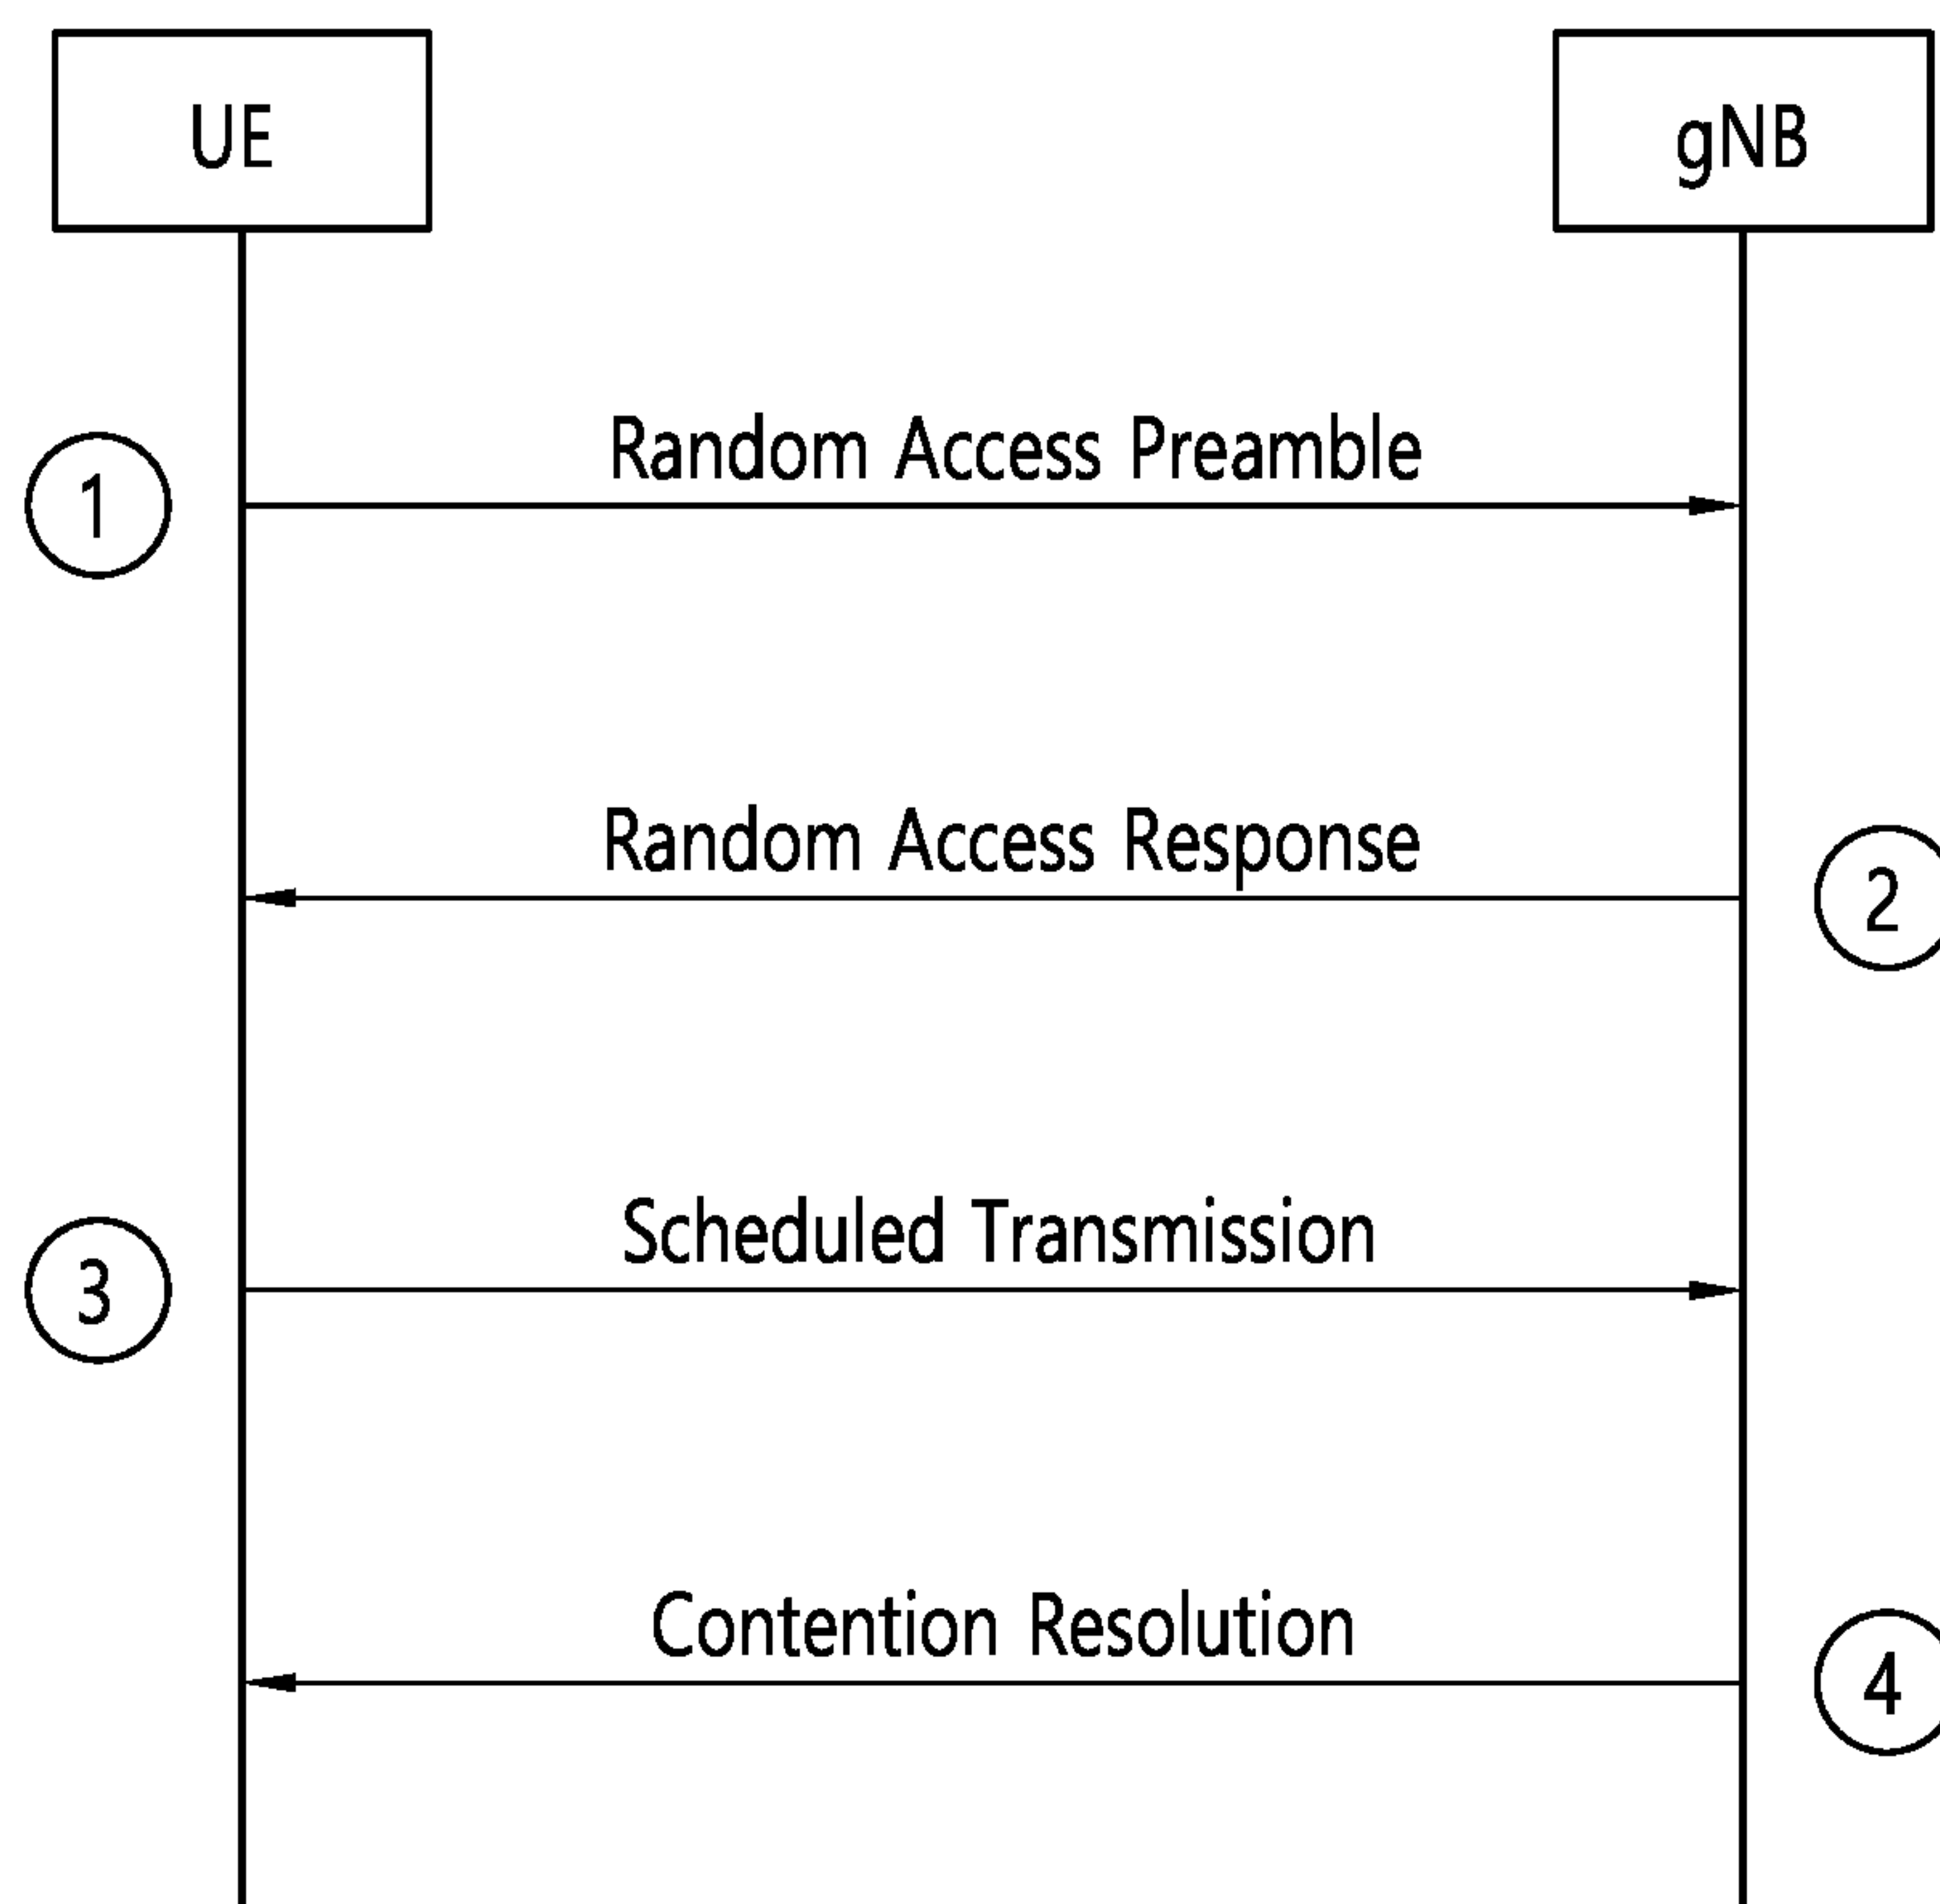 UE
gNB
Random Access Preamble
1
Random Access Response
2
Scheduled Transmission
3
Contention Resolution
4